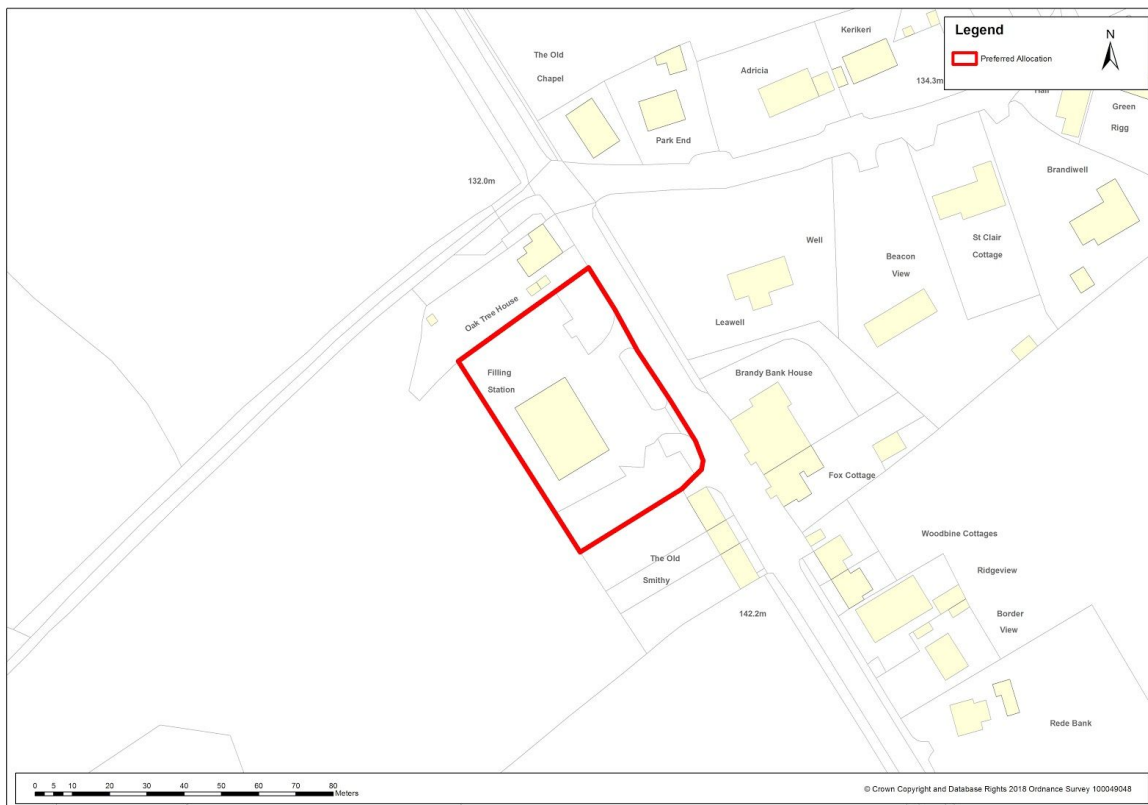 Kerikeri
Legend
N
Preferred Allocation
The Old
Chapel
Adricia
134.3m
Hall
Green
Rigg
Park End
Brandiwell
132.0m
Well
St Clair
Cottage
Beacon
View
Oak Tree House
Leawell
Filling
Station
Brandy Bank House
Fox Cottage
Woodbine Cottages
The Old
Smithy
Ridgeview
142.2m
Border
View
Rede Bank
0 5 10 20 30 40 50 60 70 80
Meters
© Crown Copyright and Database Rights 2018 Ordnance Survey 100049048